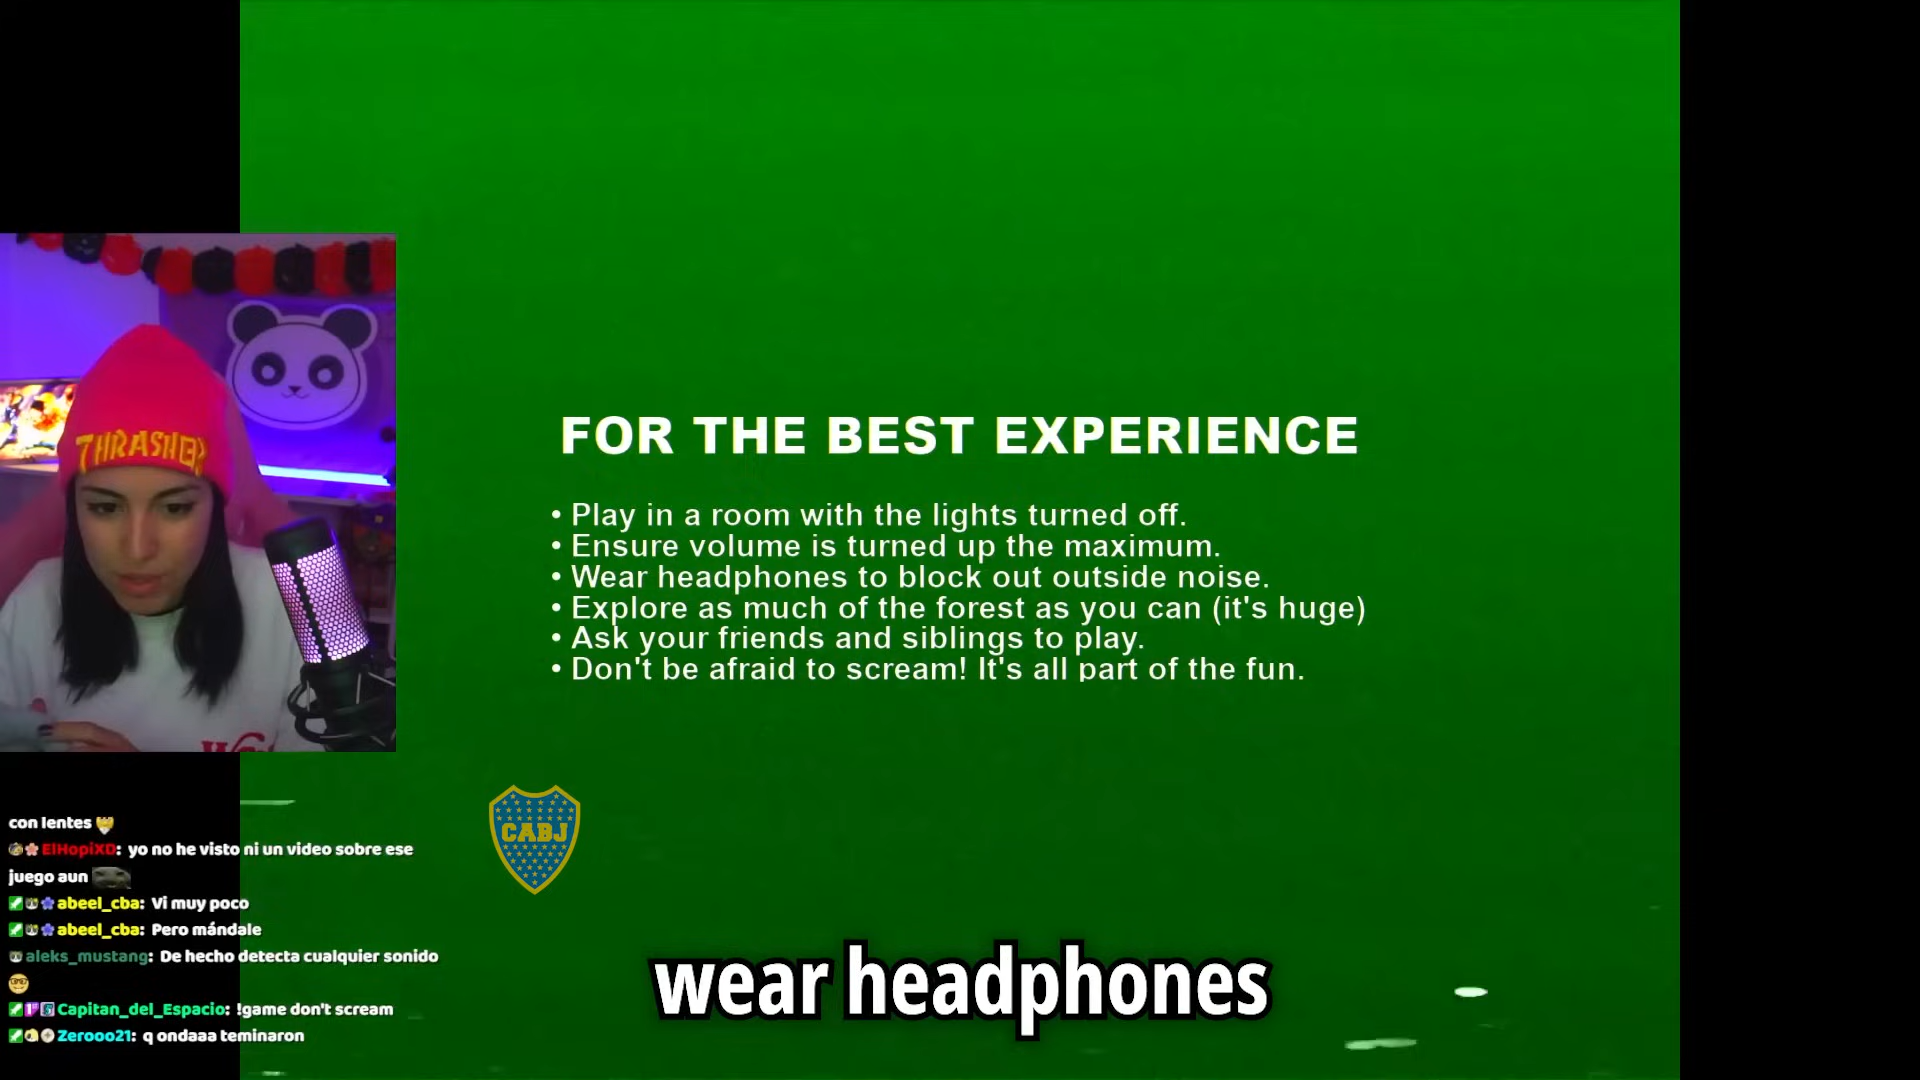 FOR THE BEST EXPERIENCE
• Play in a room with the lights turned off.
• Ensure volume is turned up the maximum.
• Wear headphones to block out outside noise.
• Explore as much of the forest as you can (it's huge)
• Ask your friends and siblings to play.
• Don't be afraid to scream! It's all part of the fun.
THRASHER
CABJ
con lentes
ElHopiXD: yo no he visto ni un video sobre ese
juego aun
abeel_cba: Vi muy poco
abeel_cba: Pero mándale
aleks_mustang: De hecho detecta cualquier sonido
Capitan_del_Espacio: !game don't scream
Zerooo21: q ondaaa teminaron
wear headphones